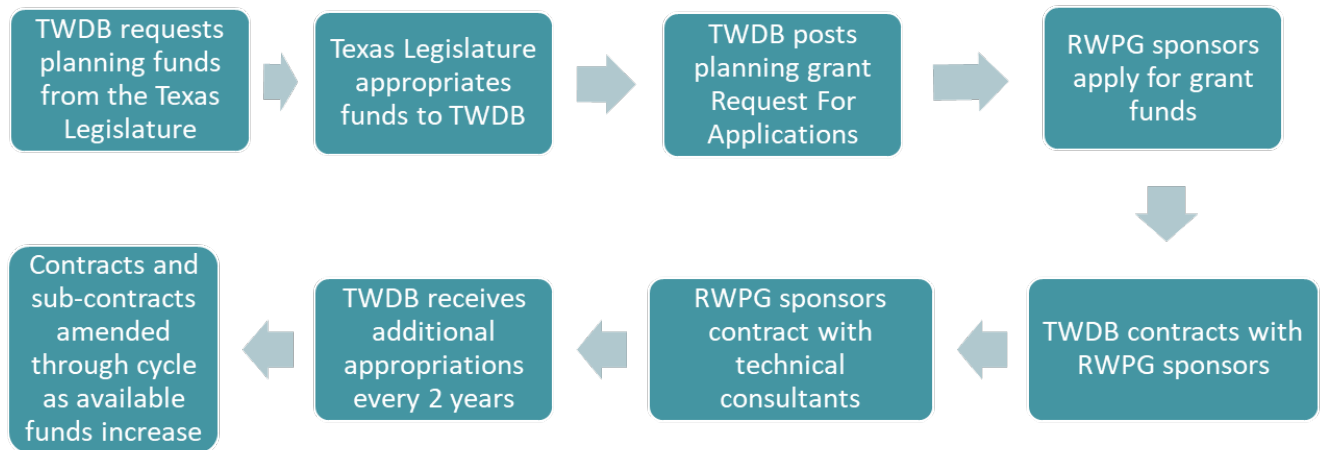 TWDB requests
planning funds
from the Texas
Legislature
Texas Legislature
appropriates
funds to TWDB
TWDB posts
planning grant
Request For
Applications
RWPG sponsors
apply for grant
funds
TWDB contracts with
RWPG sponsors
RWPG sponsors
contract with
technical
consultants
TWDB receives
additional
appropriations
every 2 years
Contracts and
sub-contracts
amended
through cycle
as available
funds increase